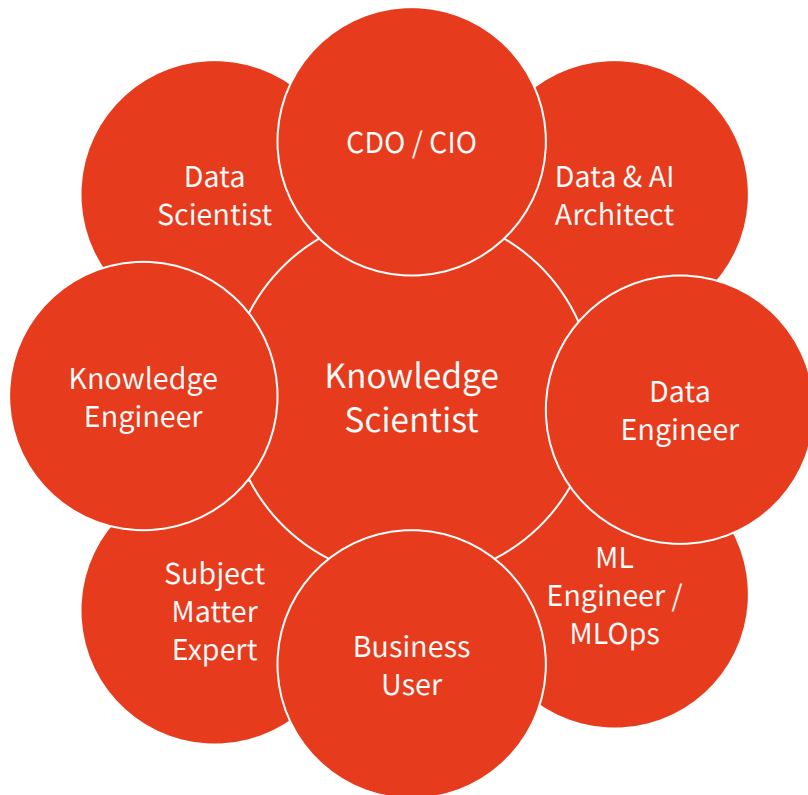 CDO / CIO
Data
Scientist
Data & AI
Architect
Knowledge
Engineer
Knowledge
Scientist
Data
Engineer
Subject
Matter
Expert
Business
User
ML
Engineer /
MLOps